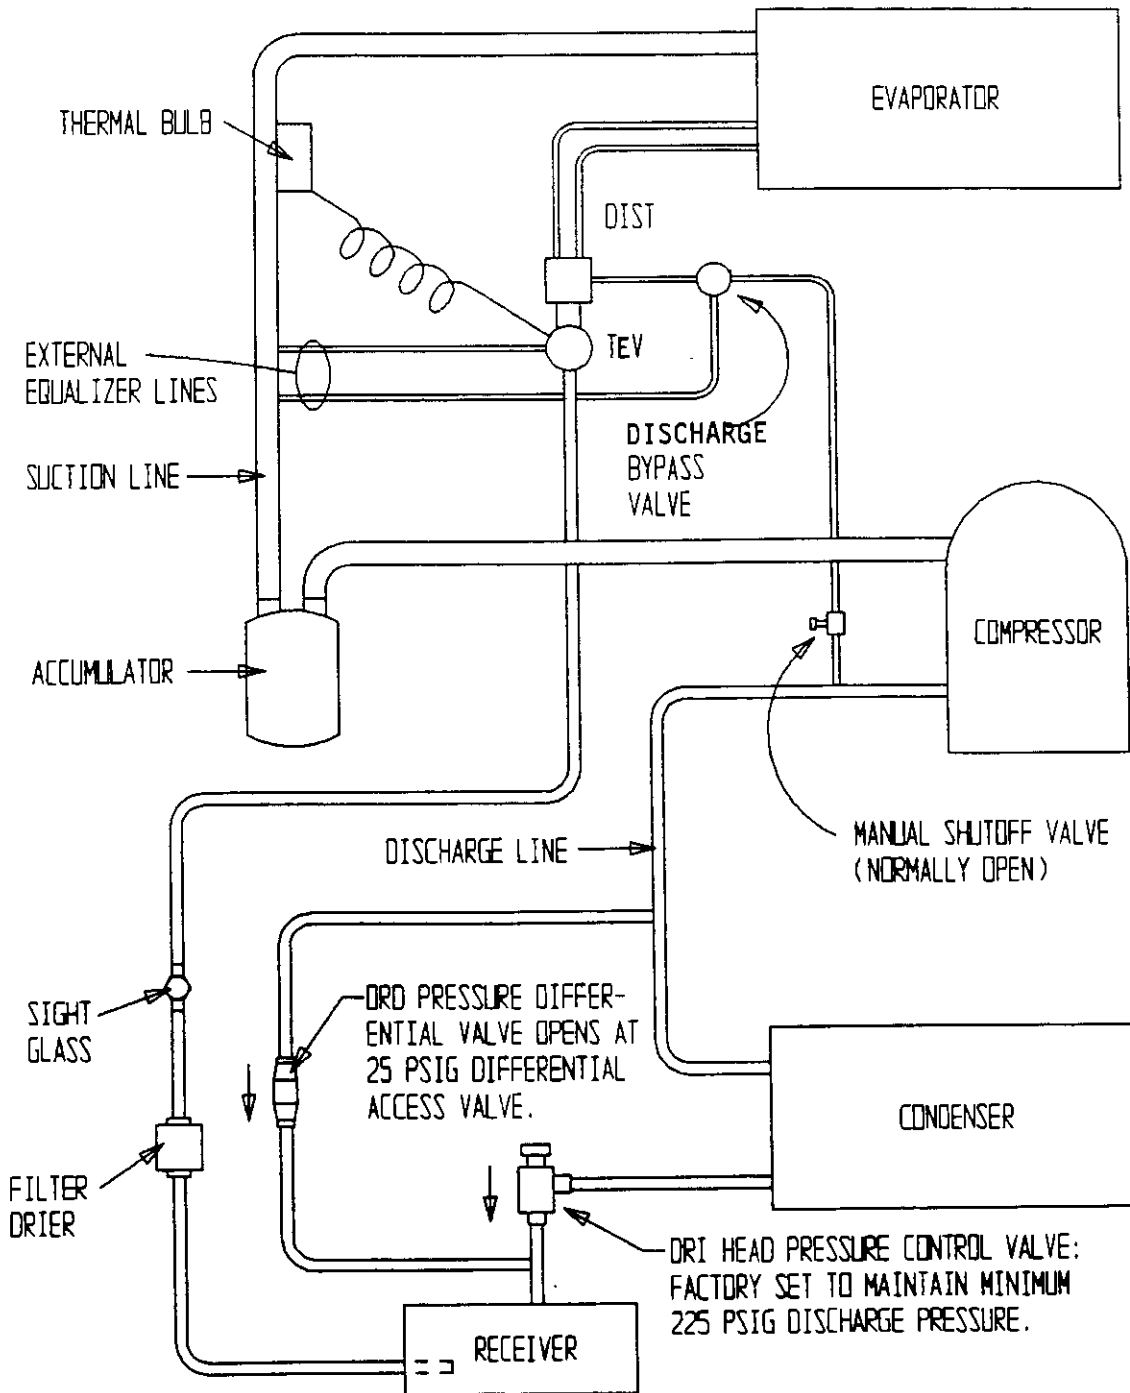 EVAPORATOR
THERMAL BULB
DIST
TEV
EXTERNAL
EQUALIZER LINES
DISCHARGE
BYPASS
VALVE
SUCTION LINE
COMPRESSOR
ACCUMULATOR
MANUAL SHUTOFF VALVE
(NORMALLY OPEN)
DISCHARGE LINE
SIGHT
GLASS
ORD PRESSURE DIFFER-
ENTIAL VALVE OPENS AT
25 PSIG DIFFERENTIAL
ACCESS VALVE.
CONDENSER
FILTER
DRIER
ORI HEAD PRESSURE CONTROL VALVE:
FACTORY SET TO MAINTAIN MINIMUM
225 PSIG DISCHARGE PRESSURE.
RECEIVER